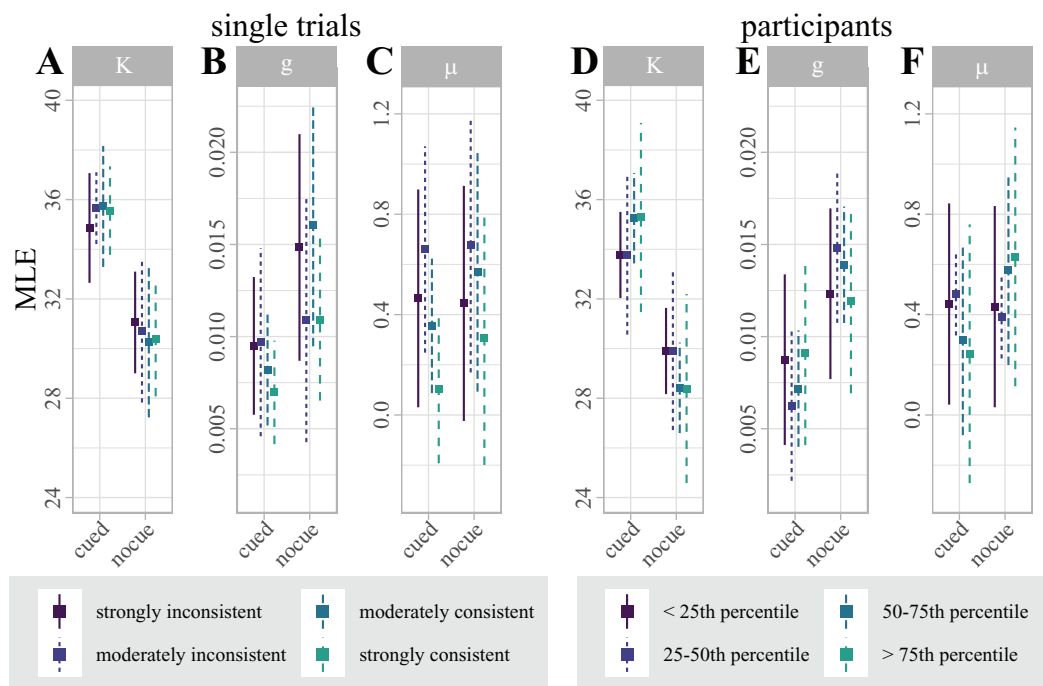 single trials
participants
A
K
B
g
C
μ
D
K
E
g
F
μ
MLE
40
36
32
28
24
0.020
0.015
0.010
0.005
1.2
0.8
0.4
0.0
40
36
32
28
24
0.020
0.015
0.010
0.005
1.2
0.8
0.4
0.0
cued
nocue
cued
nocue
cued
nocue
cued
nocue
cued
nocue
cued
nocue
strongly inconsistent
moderately consistent
moderately inconsistent
strongly consistent
< 25th percentile
50-75th percentile
25-50th percentile
> 75th percentile